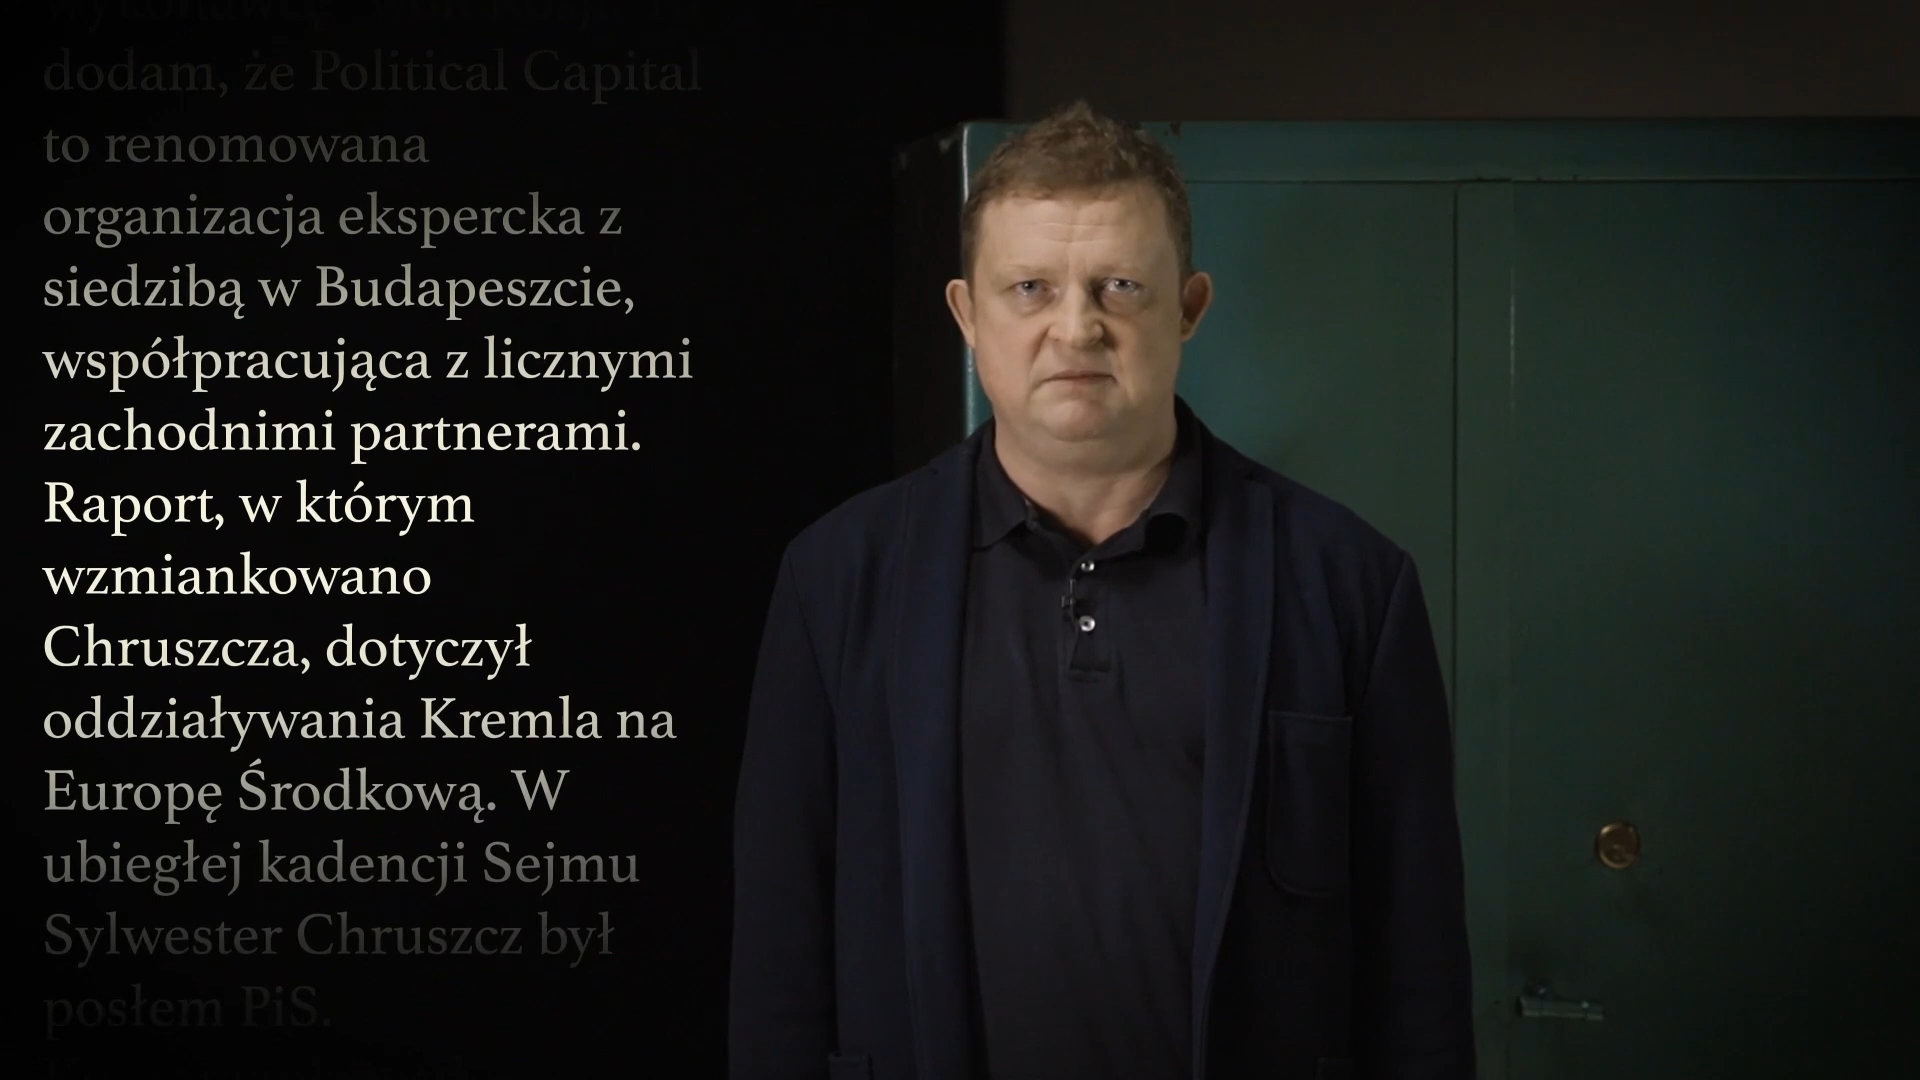 dodam, że Political Capital
to renomowana
organizacja ekspercka z
siedzibą w Budapeszcie,
współpracująca z licznymi
zachodnimi partnerami.
Raport, w którym
wzmiankowano
Chruszcza, dotyczył
oddziaływania Kremla na
Europę Środkową. W
ubiegłej kadencji Sejmu
Sylwester Chruszcz był
posłem PiS.